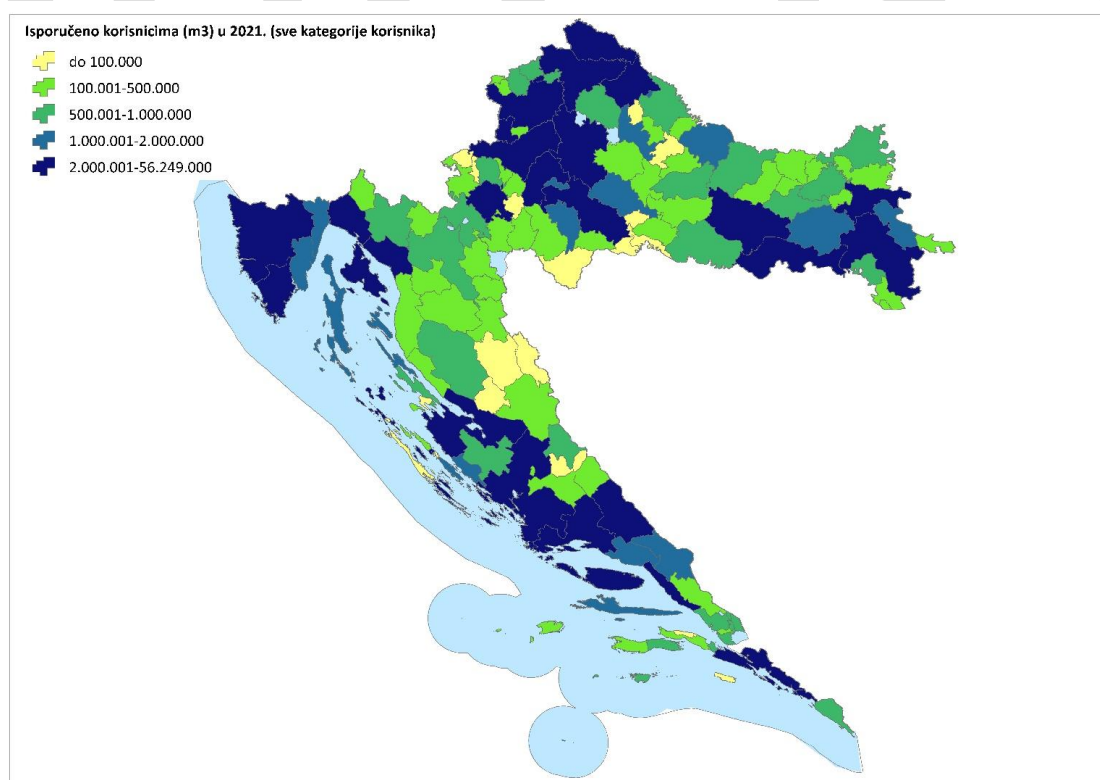 Isporučeno korisnicima (m3) u 2021. (sve kategorije korisnika)
do 100.000
100.001-500.000
500.001-1.000.000
1.000.001-2.000.000
2.000.001-56.249.000